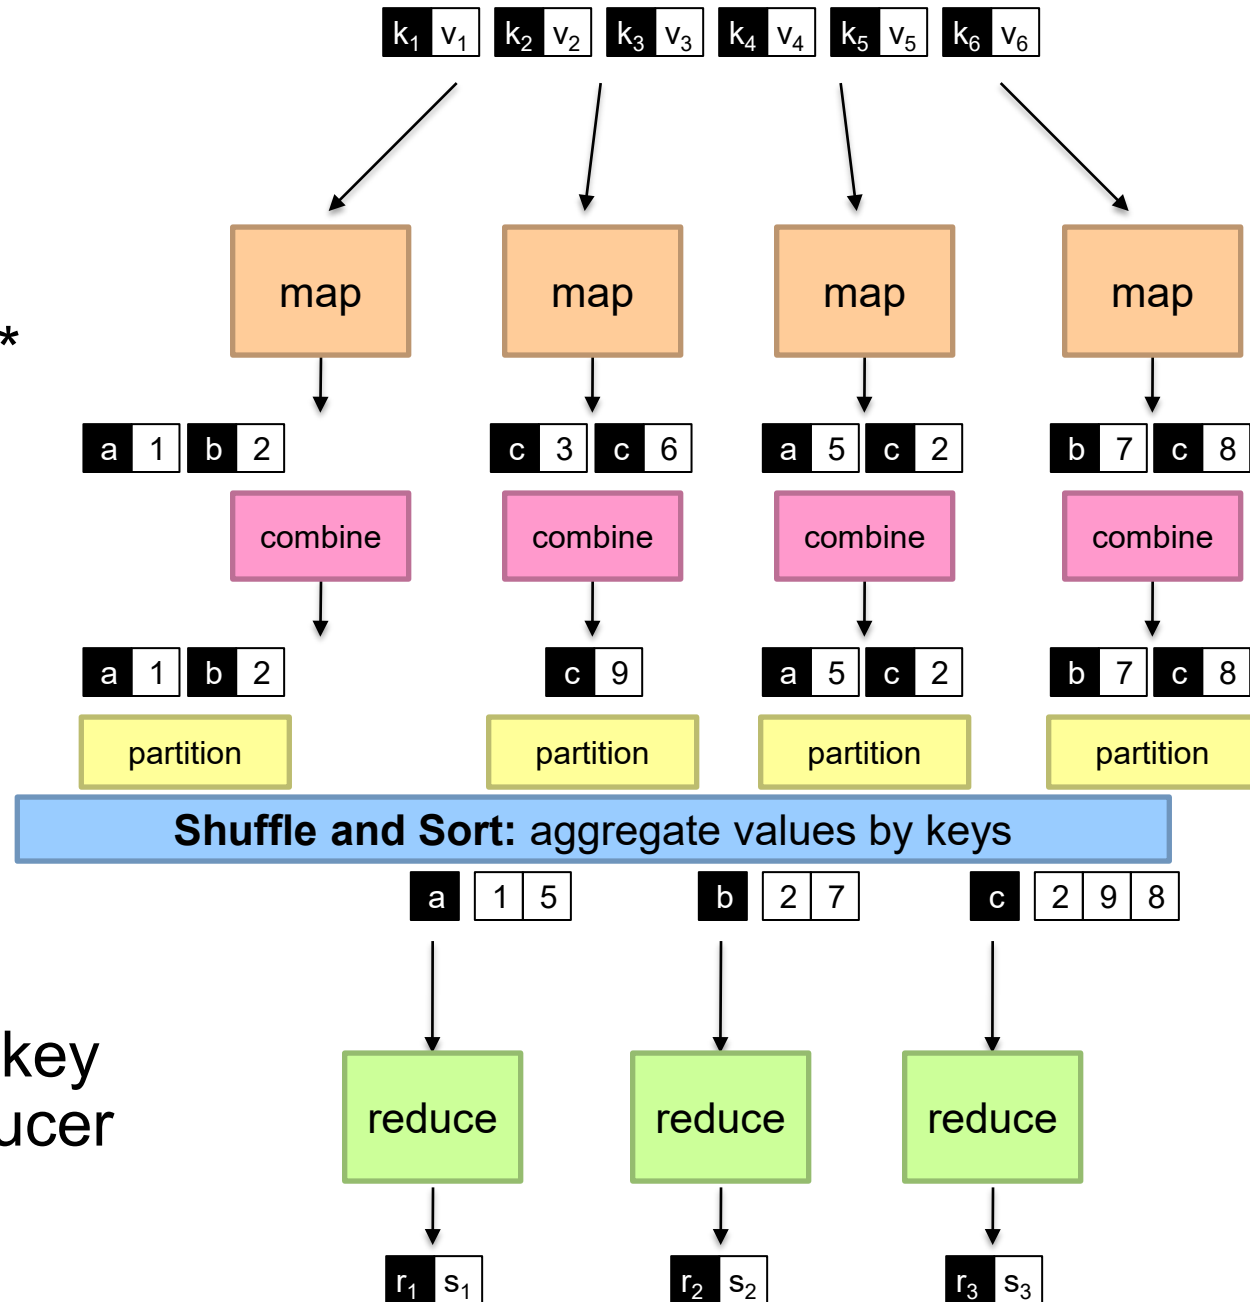 k₁ v₁ k₂ v₂ k₃ v₃ k₄ v₄ k₅ v₅ k₆ v₆
map map map map
*
a 1 b 2 c 3 c 6 a 5 c 2 b 7 c 8
combine combine combine combine
a 1 b 2 c 9 a 5 c 2 b 7 c 8
partition partition partition partition
Shuffle and Sort: aggregate values by keys
a 1 5 b 2 7 c 2 9 8
key
ucer
reduce reduce reduce
r₁ s₁ r₂ s₂ r₃ s₃